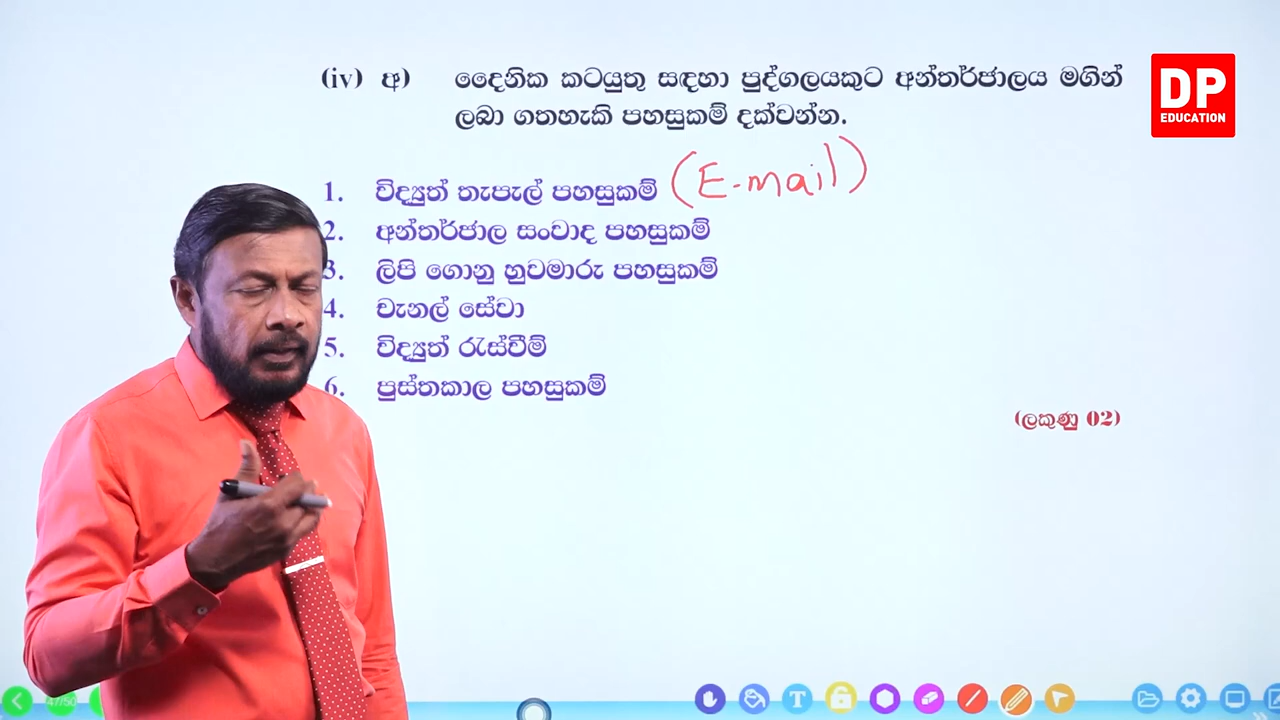 (iv) අ) දෛනික කටයුතු සඳහා පුද්ගලයකුට අන්තර්ජාලය මගින්
ලබා ගතහැකි පහසුකම් දක්වන්න.
DP
EDUCATION
1. විද්‍යුත් තැපැල් පහසුකම් (E-mail)
2. අන්තර්ජාල සංවාද පහසුකම්
3. ලිපි ගොනු හුවමාරු පහසුකම්
4. චැනල් සේවා
5. විද්‍යුත් රැස්වීම්
6. පුස්තකාල පහසුකම්
(ලකුණු 02)
47/50